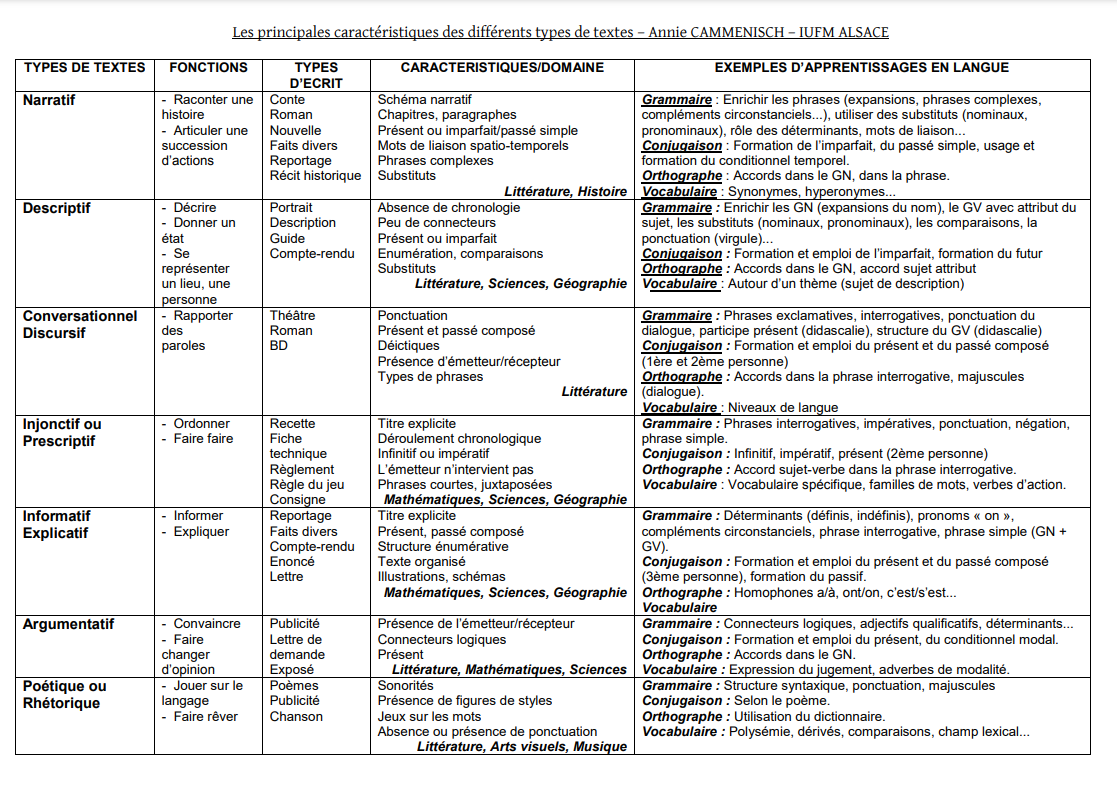 Les principales caractéristiques des différents types de textes – Annie CAMMENISCH – IUFM ALSACE
TYPES DE TEXTES
FONCTIONS
TYPES
D'ECRIT
CARACTERISTIQUES/DOMAINE
EXEMPLES D'APPRENTISSAGES EN LANGUE
Narratif
- Raconter une
histoire
- Articuler une
succession
d'actions
Conte
Roman
Nouvelle
Faits divers
Reportage
Récit historique
Schéma narratif
Chapitres, paragraphes
Présent ou imparfait/passé simple
Mots de liaison spatio-temporels
Phrases complexes
Substituts
Littérature, Histoire
Grammaire : Enrichir les phrases (expansions, phrases complexes,
compléments circonstanciels...), utiliser des substituts (nominaux,
pronominaux), rôle des déterminants, mots de liaison...
Conjugaison : Formation de l'imparfait, du passé simple, usage et
formation du conditionnel temporel.
Orthographe : Accords dans le GN, dans la phrase.
Vocabulaire : Synonymes, hyperonymes...
Descriptif
- Décrire
- Donner un
état
- Se
représenter
un lieu, une
personne
Portrait
Description
Guide
Compte-rendu
Absence de chronologie
Peu de connecteurs
Présent ou imparfait
Enumération, comparaisons
Substituts
Littérature, Sciences, Géographie
Grammaire : Enrichir les GN (expansions du nom), le GV avec attribut du
sujet, les substituts (nominaux, pronominaux), les comparaisons, la
ponctuation (virgule)...
Conjugaison : Formation et emploi de l'imparfait, formation du futur
Orthographe : Accords dans le GN, accord sujet attribut
Vocabulaire : Autour d'un thème (sujet de description)
Conversationnel
Discursif
- Rapporter
des
paroles
Théâtre
Roman
BD
Ponctuation
Présent et passé composé
Déictiques
Présence d'émetteur/récepteur
Types de phrases
Littérature
Grammaire : Phrases exclamatives, interrogatives, ponctuation du
dialogue, participe présent (didascalie), structure du GV (didascalie)
Conjugaison : Formation et emploi du présent et du passé composé
(1ère et 2ème personne)
Orthographe : Accords dans la phrase interrogative, majuscules
(dialogue).
Vocabulaire : Niveaux de langue
Injonctif ou
Prescriptif
- Ordonner
- Faire faire
Recette
Fiche
technique
Règlement
Règle du jeu
Consigne
Titre explicite
Déroulement chronologique
Infinitif ou impératif
L'émetteur n'intervient pas
Phrases courtes, juxtaposées
Mathématiques, Sciences, Géographie
Grammaire : Phrases interrogatives, impératives, ponctuation, négation,
phrase simple.
Conjugaison : Infinitif, impératif, présent (2ème personne)
Orthographe : Accord sujet-verbe dans la phrase interrogative.
Vocabulaire : Vocabulaire spécifique, familles de mots, verbes d'action.
Informatif
Explicatif
- Informer
- Expliquer
Reportage
Faits divers
Compte-rendu
Enoncé
Lettre
Titre explicite
Présent, passé composé
Structure énumérative
Texte organisé
Illustrations, schémas
Mathématiques, Sciences, Géographie
Grammaire : Déterminants (définis, indéfinis), pronoms « on »,
compléments circonstanciels, phrase interrogative, phrase simple (GN +
GV).
Conjugaison : Formation et emploi du présent et du passé composé
(3ème personne), formation du passif.
Orthographe : Homophones a/à, ont/on, c'est/s'est...
Vocabulaire
Argumentatif
- Convaincre
- Faire
changer
d'opinion
Publicité
Lettre de
demande
Exposé
Présence de l'émetteur/récepteur
Connecteurs logiques
Présent
Littérature, Mathématiques, Sciences
Grammaire : Connecteurs logiques, adjectifs qualificatifs, déterminants...
Conjugaison : Formation et emploi du présent, du conditionnel modal.
Orthographe : Accords dans le GN.
Vocabulaire : Expression du jugement, adverbes de modalité.
Poétique ou
Rhétorique
- Jouer sur le
langage
- Faire rêver
Poèmes
Publicité
Chanson
Sonorités
Présence de figures de styles
Jeux sur les mots
Absence ou présence de ponctuation
Littérature, Arts visuels, Musique
Grammaire : Structure syntaxique, ponctuation, majuscules
Conjugaison : Selon le poème.
Orthographe : Utilisation du dictionnaire.
Vocabulaire : Polysémie, dérivés, comparaisons, champ lexical...